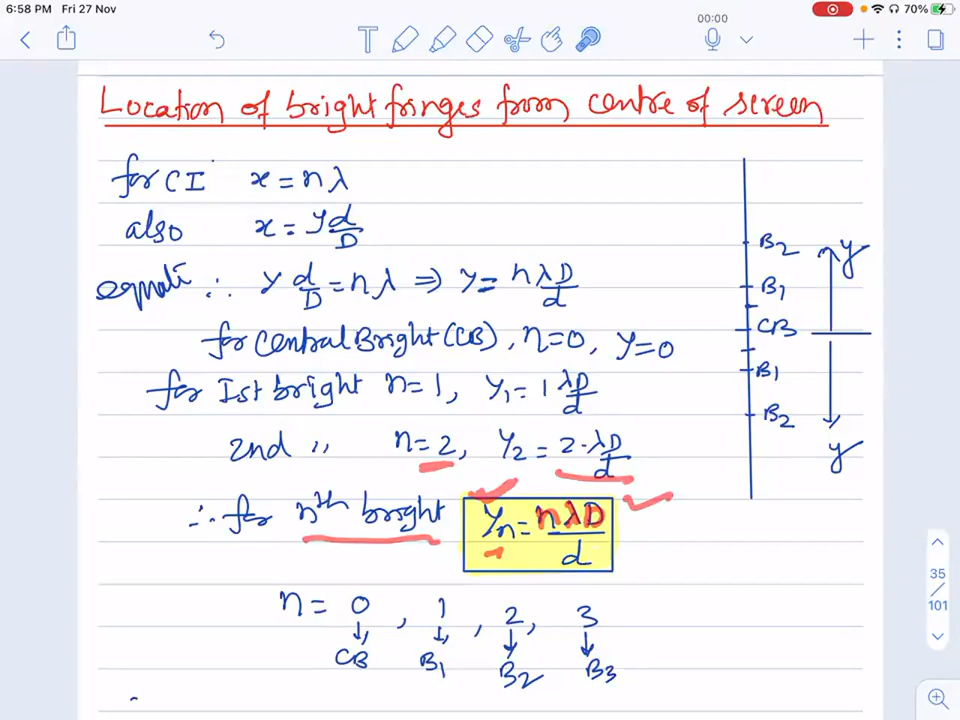 6:58 PM Fri 27 Nov
70%
00:00
Location of bright fringes from centre of screen
for CI x = nλ
also x = y d/D
equati ∴ y d/D = nλ ⇒ y = nλD/d
for Central Bright (CB), n=0, y=0
for Ist bright n=1, y₁ = 1 λD/d
2nd ,, n=2, y₂ = 2·λD/d
∴ for nth bright yₙ = nλD/d
n = 0, 1, 2, 3
CB B₁ B₂ B₃
B₂
y
B₁
CB
B₁
B₂
y
35
/
101